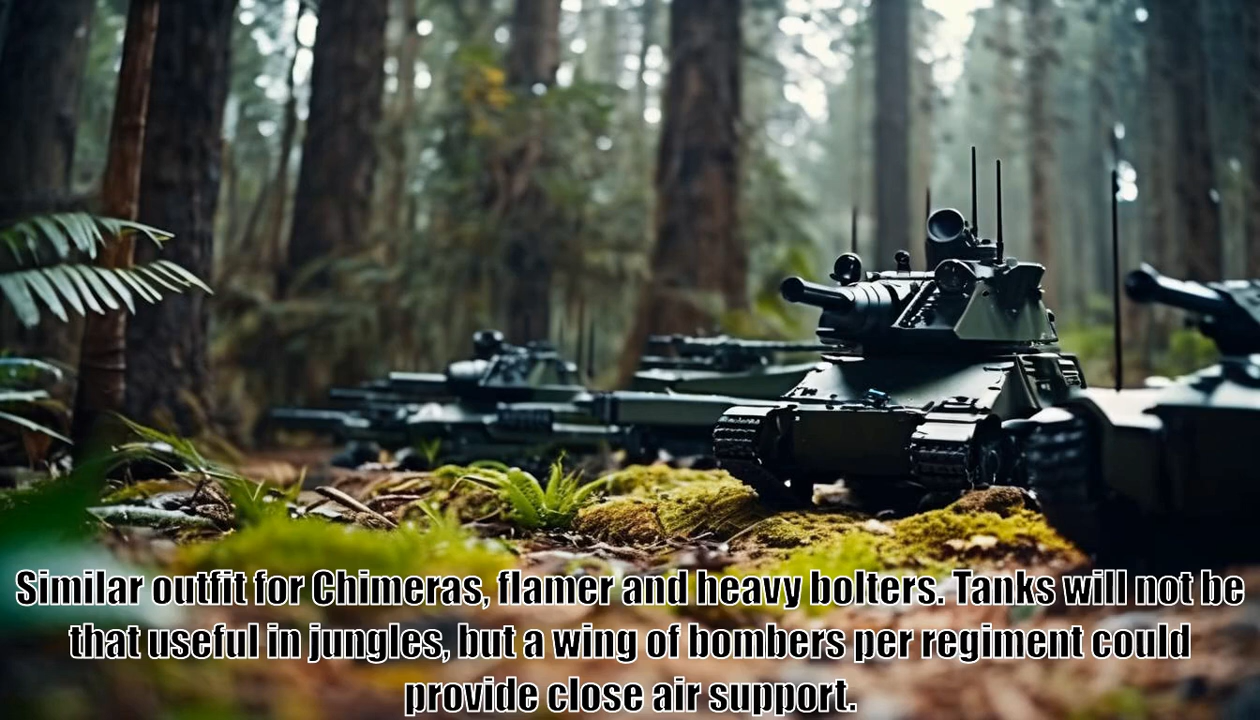 Similar outfit for Chimeras, flamer and heavy bolters. Tanks will not be
that useful in jungles, but a wing of bombers per regiment could
provide close air support.